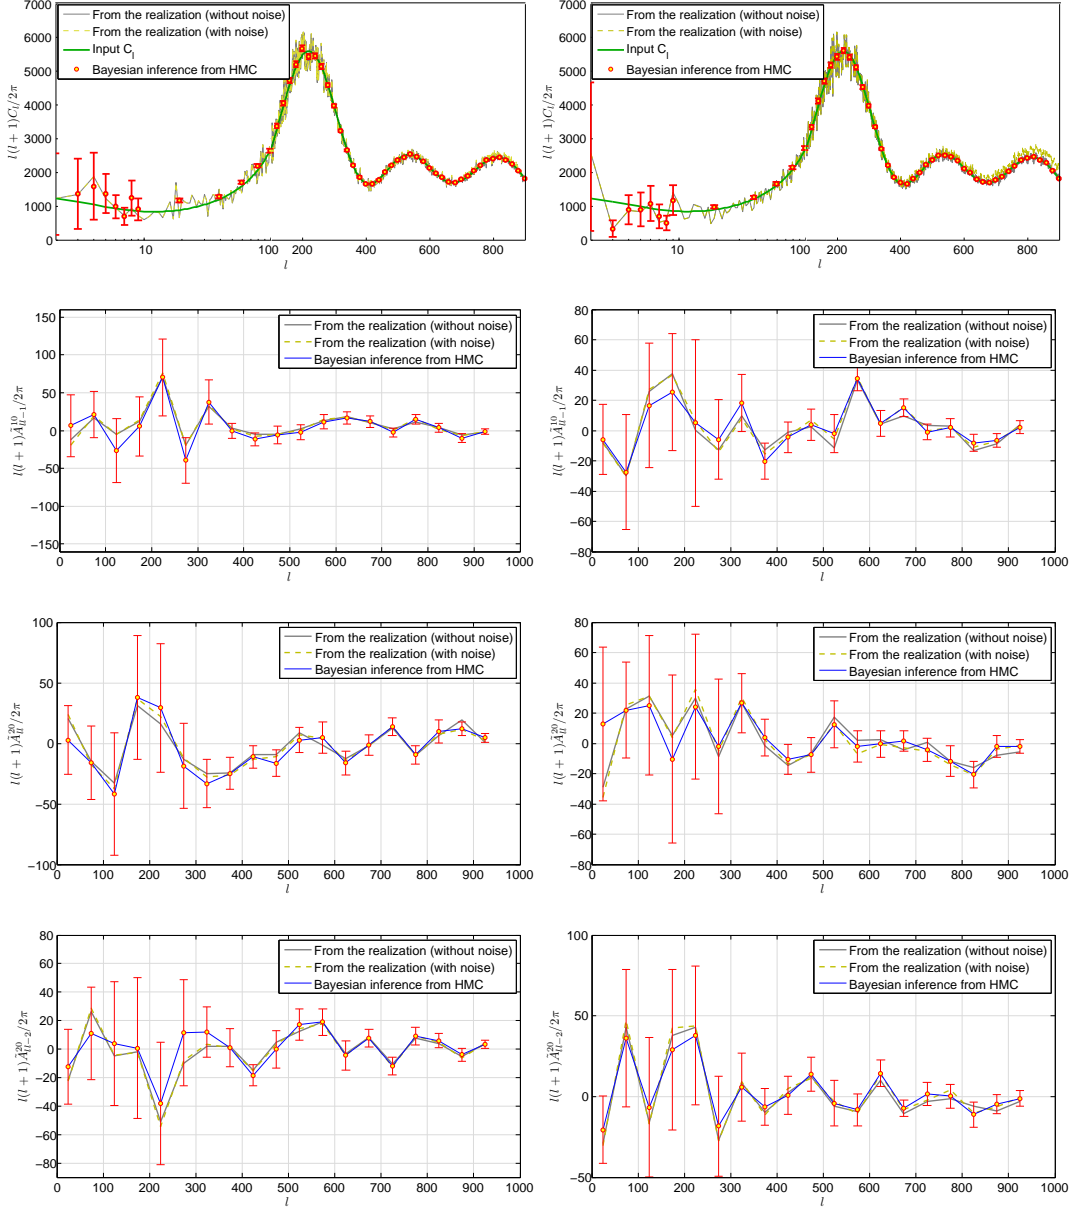 7000
6000
5000
4000
3000
2000
1000
0
l(l+1)C_l/2π
From the realization (without noise)
From the realization (with noise)
Input C_l
Bayesian inference from HMC
10
100
200
400
600
800
l
7000
6000
5000
4000
3000
2000
1000
0
l(l+1)C_l/2π
From the realization (without noise)
From the realization (with noise)
Input C_l
Bayesian inference from HMC
10
100
200
400
600
800
l
150
100
50
0
−50
−100
−150
l(l+1)Ã^{10}_{ll−1}/2π
From the realization (without noise)
From the realization (with noise)
Bayesian inference from HMC
0 100 200 300 400 500 600 700 800 900 1000
l
80
60
40
20
0
−20
−40
−60
−80
l(l+1)Ã^{10}_{ll−1}/2π
From the realization (without noise)
From the realization (with noise)
Bayesian inference from HMC
0 100 200 300 400 500 600 700 800 900 1000
l
100
50
0
−50
−100
l(l+1)Ã^{20}_{ll}/2π
From the realization (without noise)
From the realization (with noise)
Bayesian inference from HMC
0 100 200 300 400 500 600 700 800 900 1000
l
80
60
40
20
0
−20
−40
−60
−80
l(l+1)Ã^{20}_{ll}/2π
From the realization (without noise)
From the realization (with noise)
Bayesian inference from HMC
0 100 200 300 400 500 600 700 800 900 1000
l
80
60
40
20
0
−20
−40
−60
−80
l(l+1)Ã^{20}_{ll−2}/2π
From the realization (without noise)
From the realization (with noise)
Bayesian inference from HMC
0 100 200 300 400 500 600 700 800 900 1000
l
100
50
0
−50
l(l+1)Ã^{20}_{ll−2}/2π
From the realization (without noise)
From the realization (with noise)
Bayesian inference from HMC
0 100 200 300 400 500 600 700 800 900 1000
l